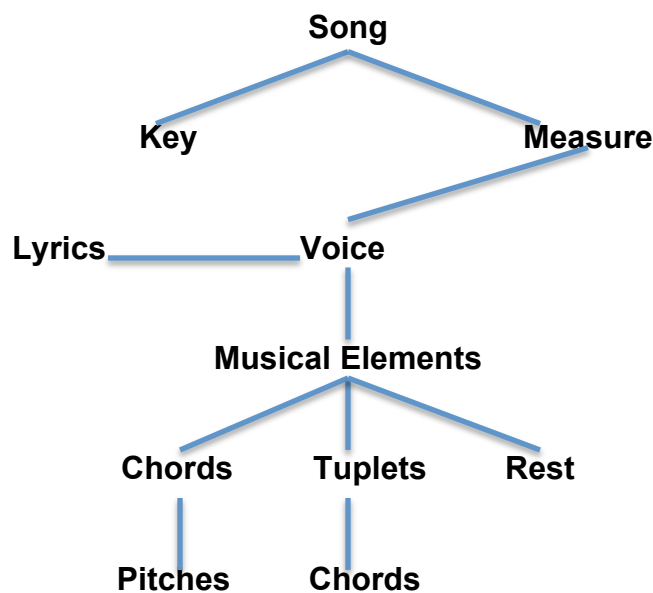 Song
Key Measure
Lyrics Voice
Musical Elements
Chords Tuplets Rest
Pitches Chords